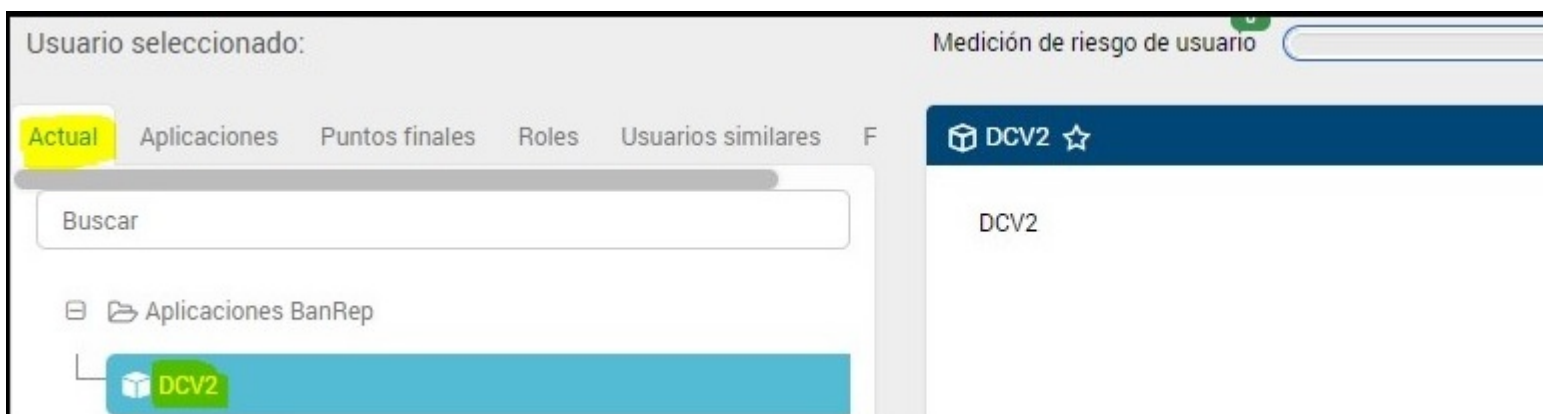 Usuario seleccionado:
Medición de riesgo de usuario
Actual Aplicaciones Puntos finales Roles Usuarios similares F
DCV2
Buscar
DCV2
Aplicaciones BanRep
DCV2